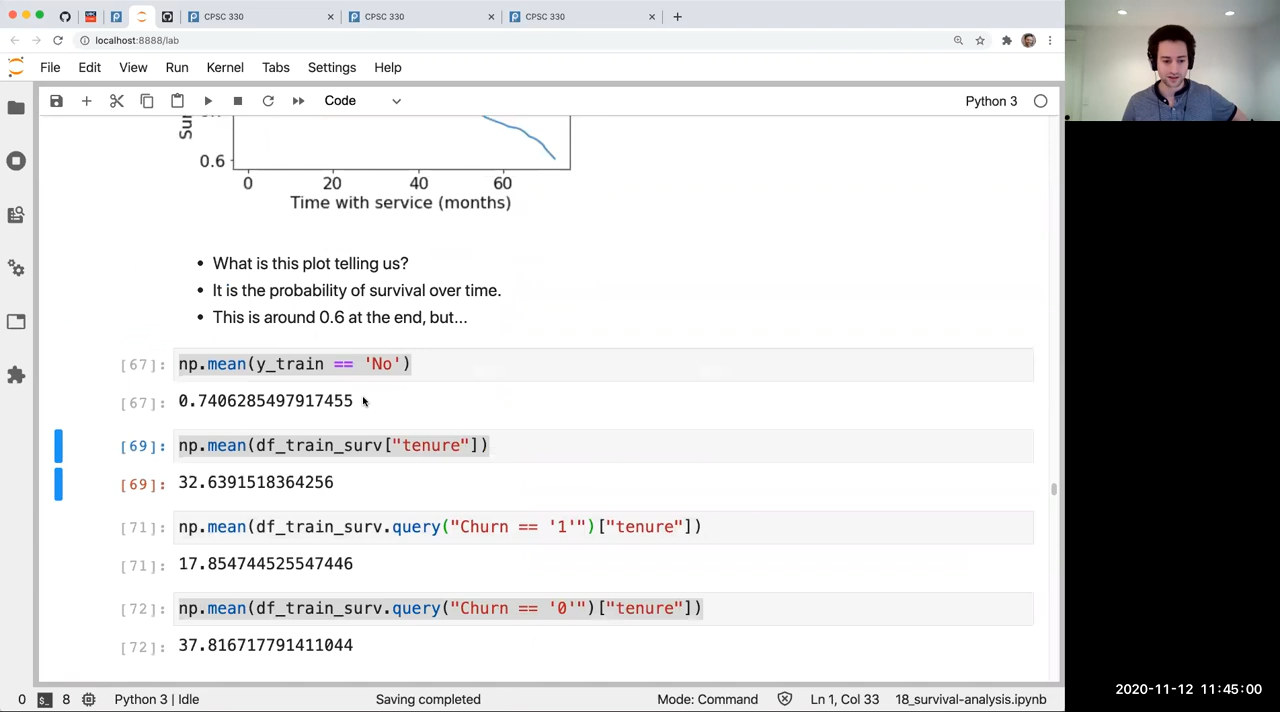 CPSC 330
CPSC 330
CPSC 330
localhost:8888/lab
File Edit View Run Kernel Tabs Settings Help
Code
Python 3
0.6
0 20 40 60
Time with service (months)
• What is this plot telling us?
• It is the probability of survival over time.
• This is around 0.6 at the end, but...
[67]: np.mean(y_train == 'No')
[67]: 0.7406285497917455
[69]: np.mean(df_train_surv["tenure"])
[69]: 32.6391518364256
[71]: np.mean(df_train_surv.query("Churn == '1'")["tenure"])
[71]: 17.854744525547446
[72]: np.mean(df_train_surv.query("Churn == '0'")["tenure"])
[72]: 37.816717791411044
0 8 Python 3 | Idle Saving completed Mode: Command Ln 1, Col 33 18_survival-analysis.ipynb
2020-11-12 11:45:00